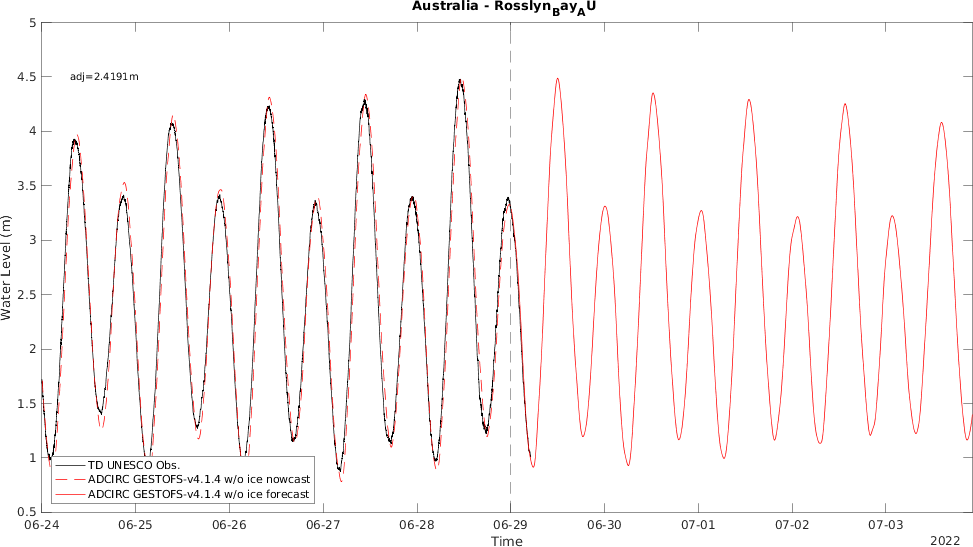 Australia - Rosslyn_Bay_AU
5
4.5
4
3.5
3
2.5
2
1.5
1
0.5
Water Level (m)
adj=2.4191m
TD UNESCO Obs.
ADCIRC GESTOFS-v4.1.4 w/o ice nowcast
ADCIRC GESTOFS-v4.1.4 w/o ice forecast
06-24 06-25 06-26 06-27 06-28 06-29 06-30 07-01 07-02 07-03
Time
2022